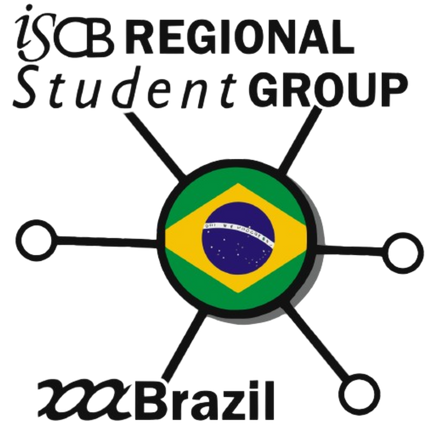 iSCB REGIONAL
Student GROUP
Brazil